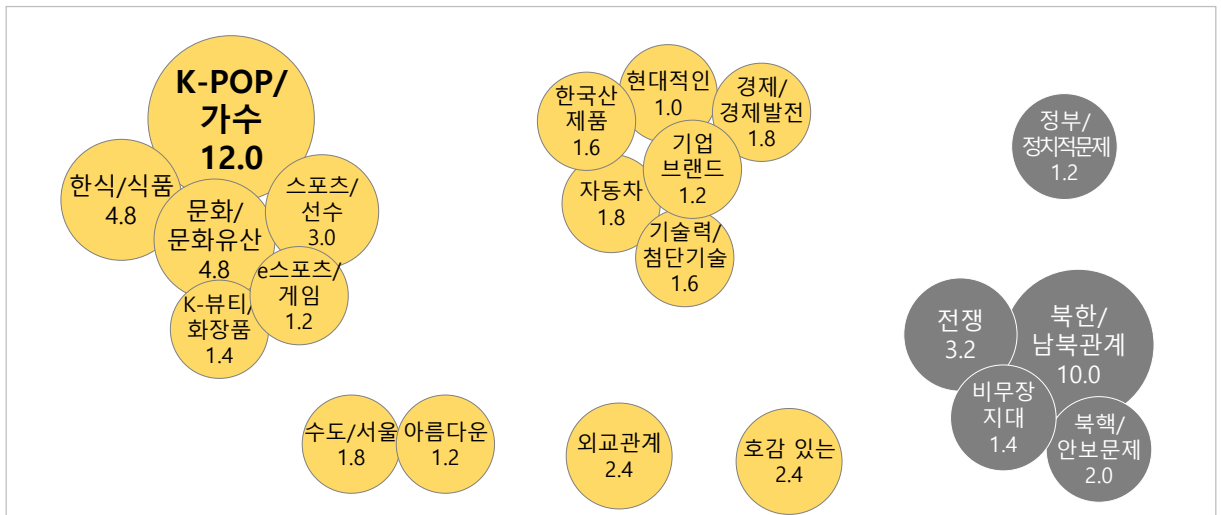 K-POP/
가수
12.0
한식/식품
4.8
문화/
문화유산
4.8
스포츠/
선수
3.0
e스포츠/
게임
1.2
K-뷰티/
화장품
1.4
한국산
제품
1.6
현대적인
1.0
경제/
경제발전
1.8
기업
브랜드
1.2
자동차
1.8
기술력/
첨단기술
1.6
정부/
정치적문제
1.2
전쟁
3.2
북한/
남북관계
10.0
비무장
지대
1.4
북핵/
안보문제
2.0
수도/서울
1.8
아름다운
1.2
외교관계
2.4
호감 있는
2.4